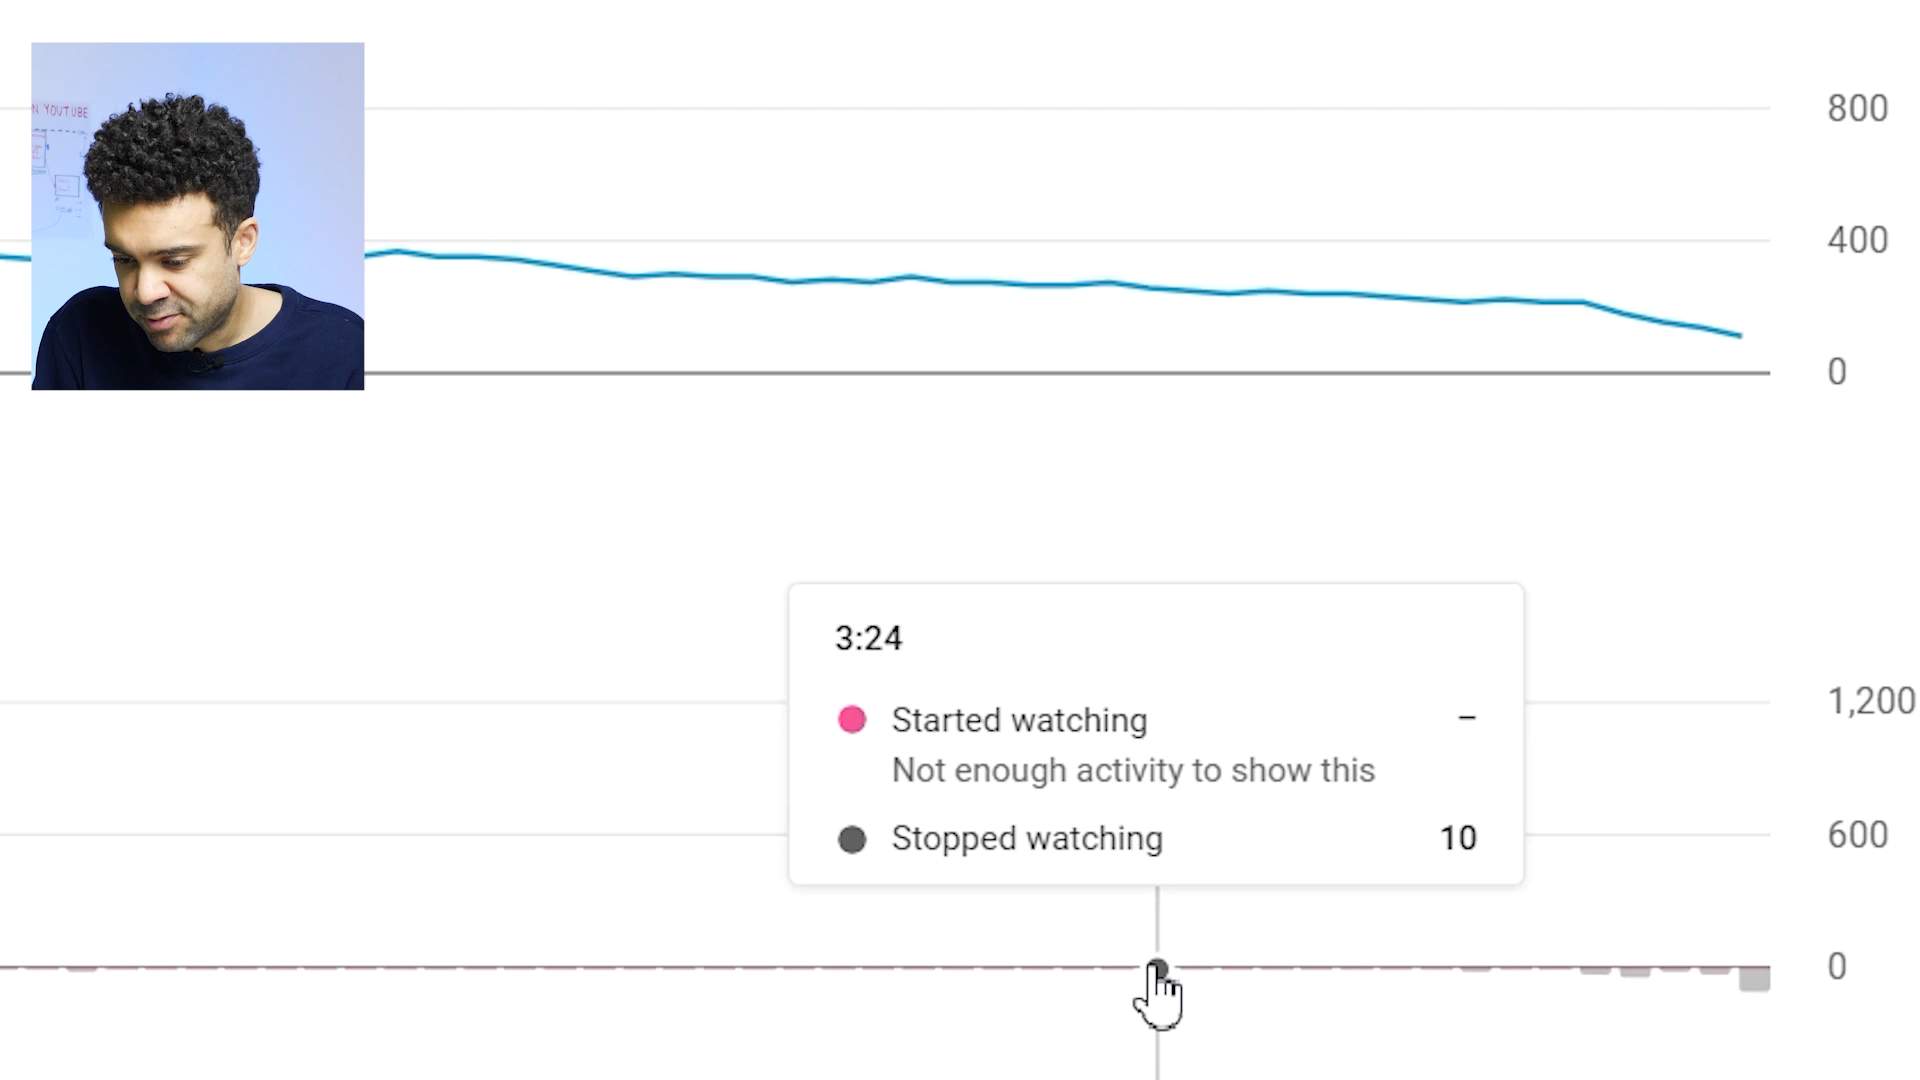 N YOUTUBE
800
400
0
3:24
Started watching –
Not enough activity to show this
Stopped watching 10
1,200
600
0